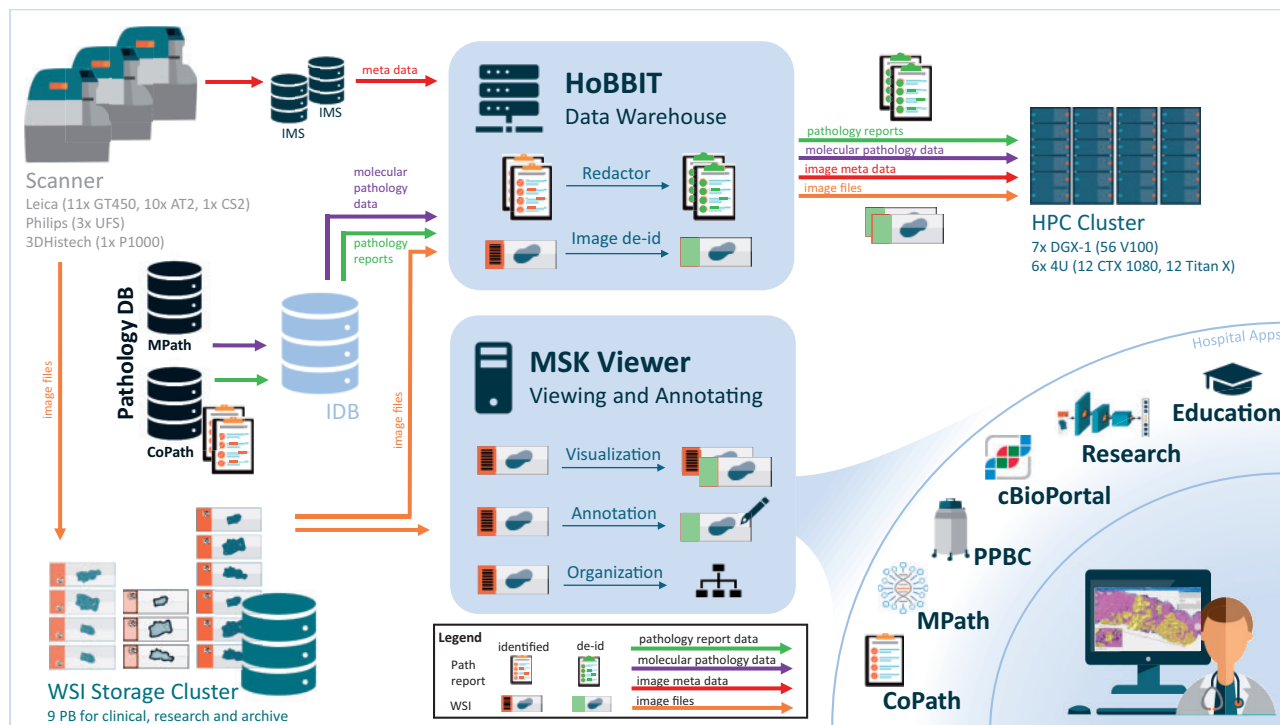 IMS
IMS
meta data
Scanner
Leica (11x GT450, 10x AT2, 1x CS2)
Philips (3x UFS)
3DHistech (1x P1000)
image files
Pathology DB
MPath
CoPath
IDB
molecular
pathology
data
pathology
reports
image files
WSI Storage Cluster
9 PB for clinical, research and archive
HoBBIT
Data Warehouse
Redactor
Image de-id
MSK Viewer
Viewing and Annotating
Visualization
Annotation
Organization
Legend
identified
de-id
Path
report
WSI
pathology report data
molecular pathology data
image meta data
image files
pathology reports
molecular pathology data
image meta data
image files
HPC Cluster
7x DGX-1 (56 V100)
6x 4U (12 CTX 1080, 12 Titan X)
Hospital Apps
Education
Research
cBioPortal
PPBC
MPath
CoPath